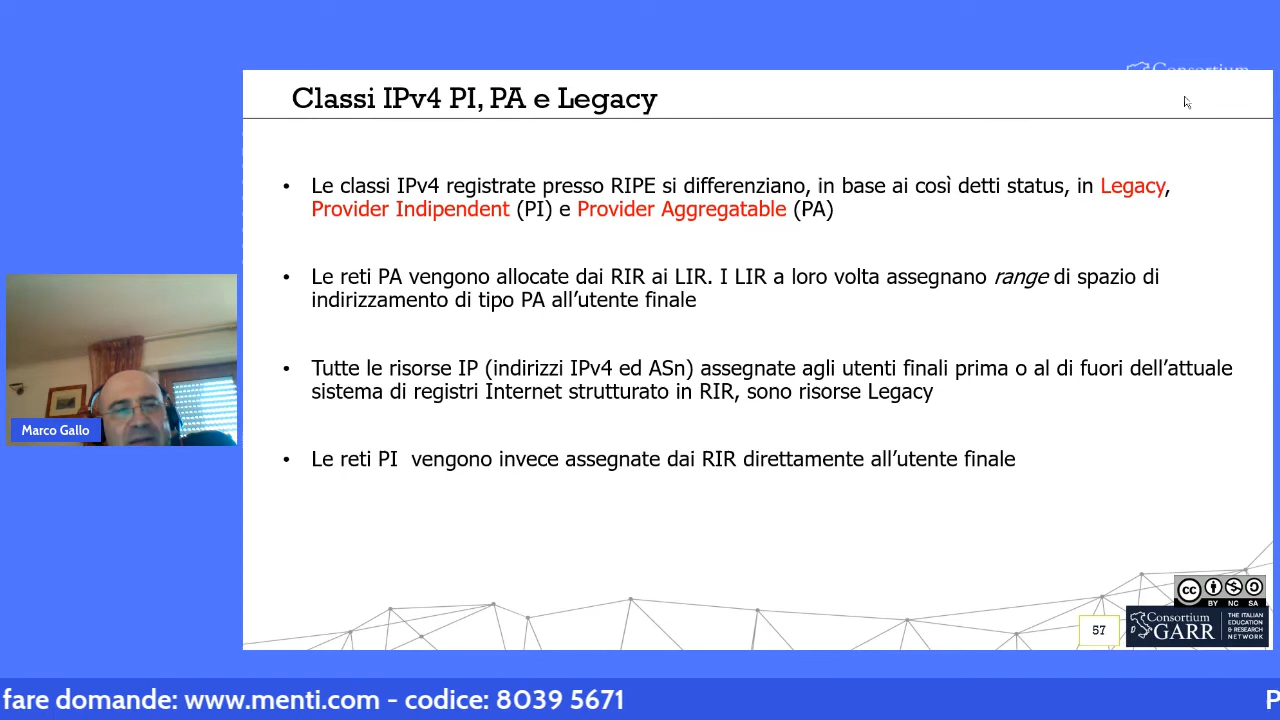 Consortium
Classi IPv4 PI, PA e Legacy
• Le classi IPv4 registrate presso RIPE si differenziano, in base ai così detti status, in Legacy,
Provider Indipendent (PI) e Provider Aggregatable (PA)
• Le reti PA vengono allocate dai RIR ai LIR. I LIR a loro volta assegnano range di spazio di
indirizzamento di tipo PA all’utente finale
• Tutte le risorse IP (indirizzi IPv4 ed ASn) assegnate agli utenti finali prima o al di fuori dell’attuale
sistema di registri Internet strutturato in RIR, sono risorse Legacy
• Le reti PI vengono invece assegnate dai RIR direttamente all’utente finale
Marco Gallo
cc
BY NC SA
57
Consortium
GARR
THE ITALIAN
EDUCATION
& RESEARCH
NETWORK
fare domande: www.menti.com - codice: 8039 5671
P